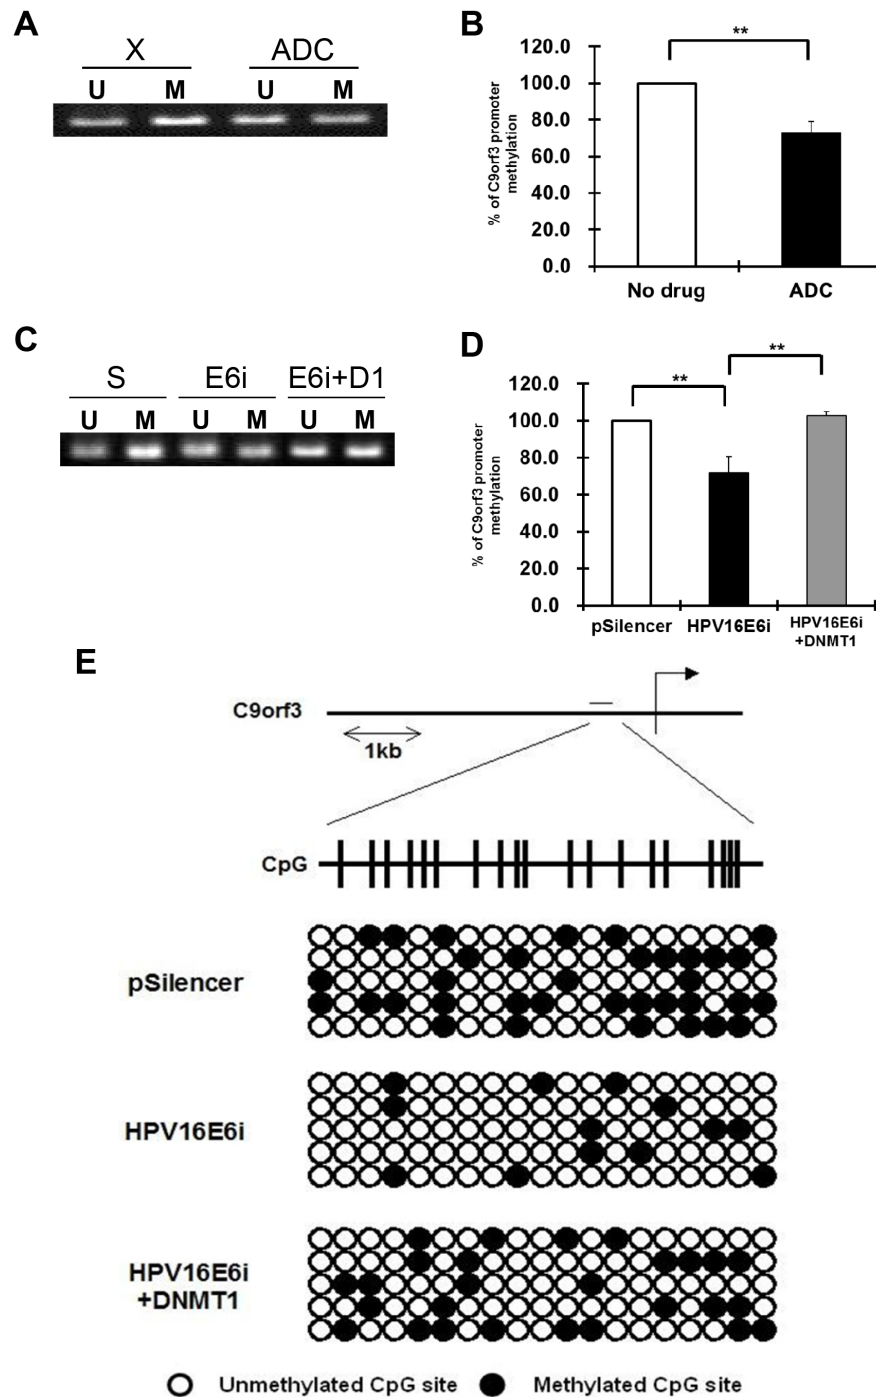 A
X ADC
U M U M
B
% of C9orf3 promoter
methylation
120.0
100.0
80.0
60.0
40.0
20.0
0.0
**
No drug ADC
C
S E6i E6i+D1
U M U M U M
D
% of C9orf3 promoter
methylation
120.0
100.0
80.0
60.0
40.0
20.0
0.0
** **
pSilencer HPV16E6i HPV16E6i
+DNMT1
E
C9orf3
1kb
CpG
pSilencer
HPV16E6i
HPV16E6i
+DNMT1
Unmethylated CpG site Methylated CpG site